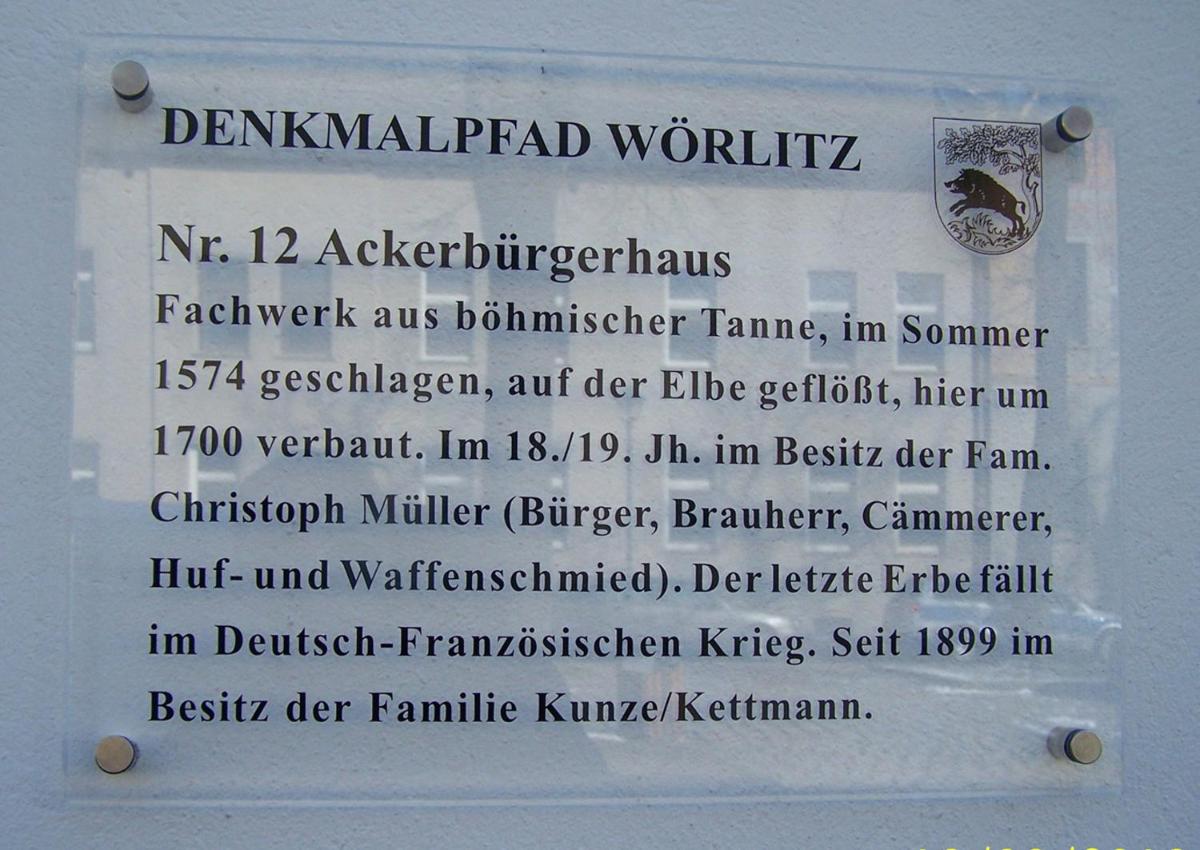 DENKMALPFAD WÖRLITZ
Nr. 12 Ackerbürgerhaus
Fachwerk aus böhmischer Tanne, im Sommer
1574 geschlagen, auf der Elbe geflößt, hier um
1700 verbaut. Im 18./19. Jh. im Besitz der Fam.
Christoph Müller (Bürger, Brauherr, Cämmerer,
Huf- und Waffenschmied). Der letzte Erbe fällt
im Deutsch-Französischen Krieg. Seit 1899 im
Besitz der Familie Kunze/Kettmann.